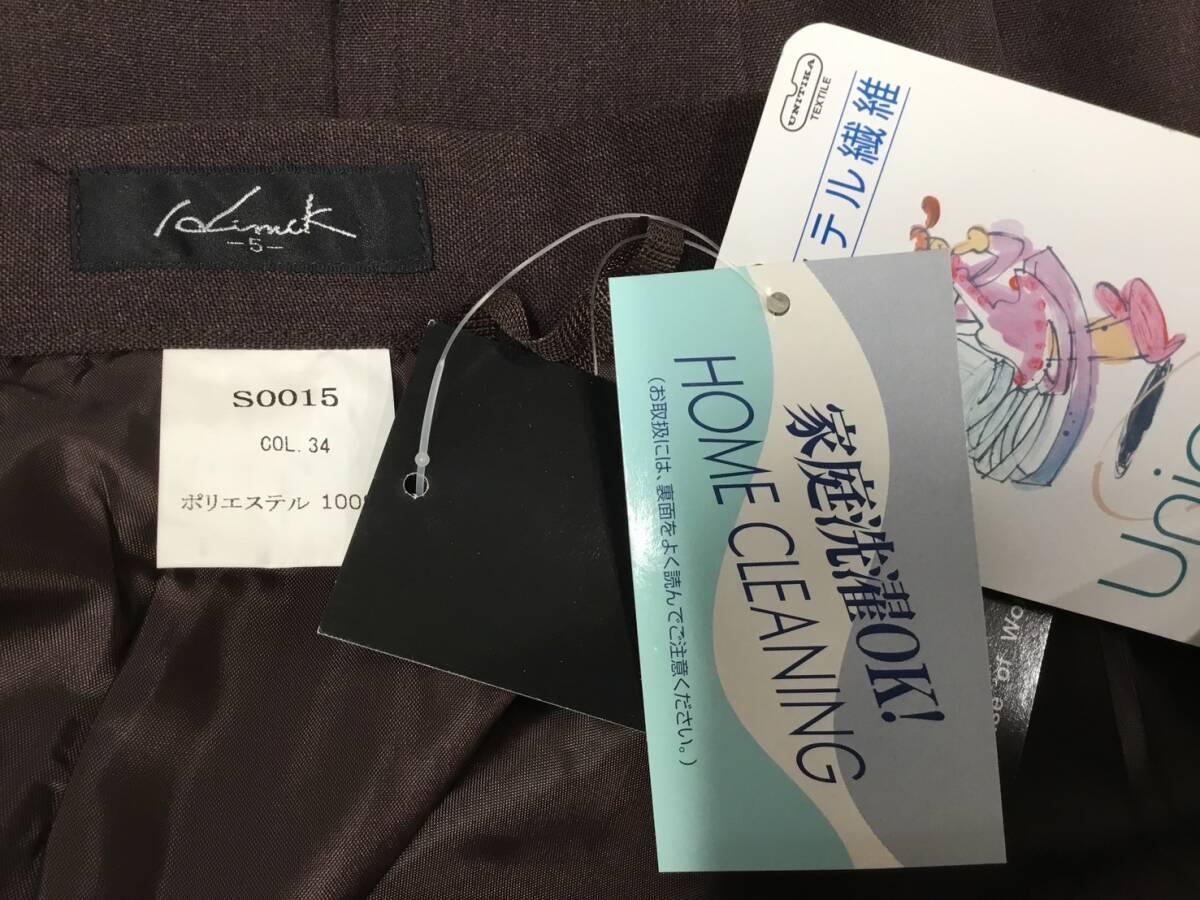 -5-
S0015
COL. 34
ポリエステル 100
家庭洗濯OK!
HOME CLEANING
(お取扱には、裏面をよく読んでご注意ください。)
UNITIKA
TEXTILE
テル繊維
of